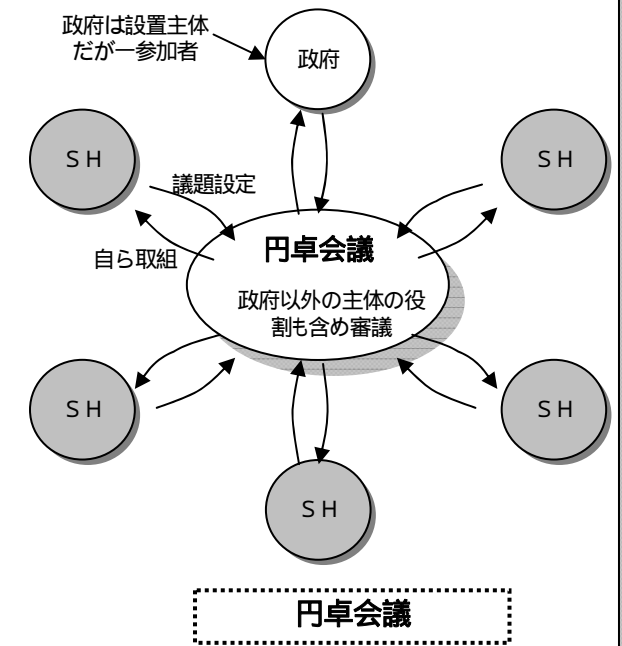 政府は設置主体
だが一参加者
政府
ＳＨ
ＳＨ
議題設定
自ら取組
円卓会議
政府以外の主体の役
割も含め審議
ＳＨ
ＳＨ
ＳＨ
円卓会議